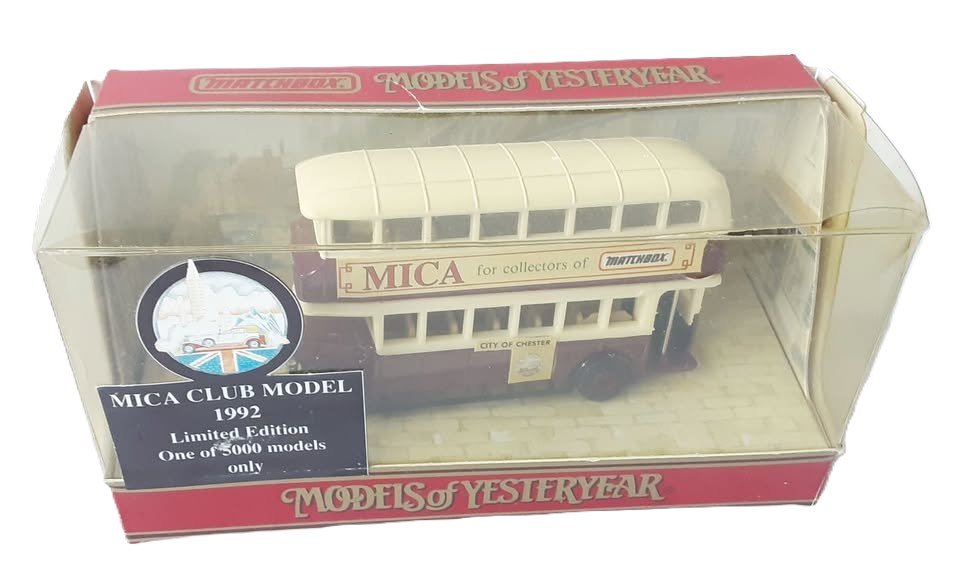 MATCHBOX MODELS of YESTERYEAR
MICA for collectors of MATCHBOX
CITY OF CHESTER
MICA CLUB MODEL
1992
Limited Edition
One of 5000 models
only
MODELS of YESTERYEAR